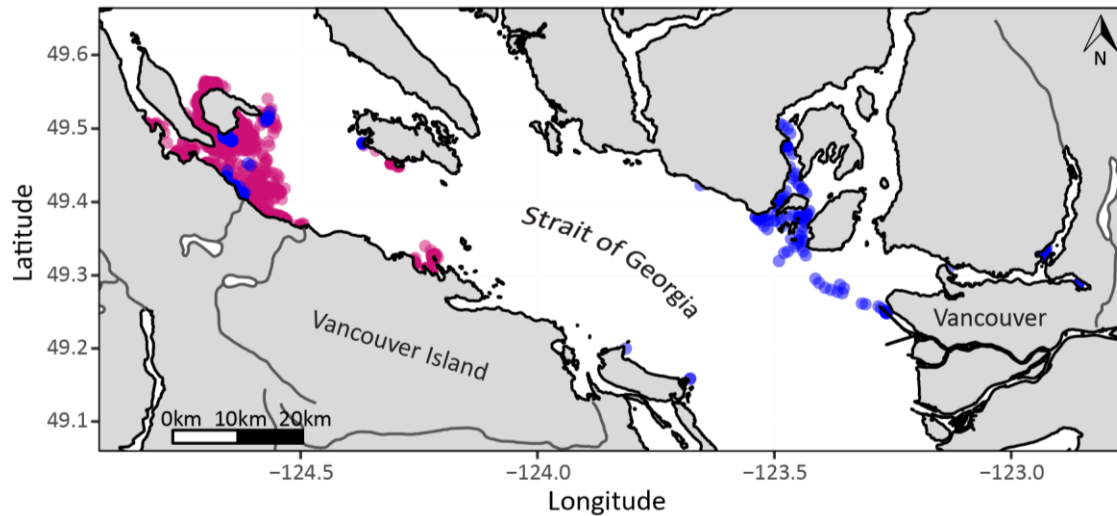 N
49.6
49.5
49.4
49.3
49.2
49.1
Latitude
Strait of Georgia
Vancouver Island
Vancouver
0km 10km 20km
−124.5 −124.0 −123.5 −123.0
Longitude